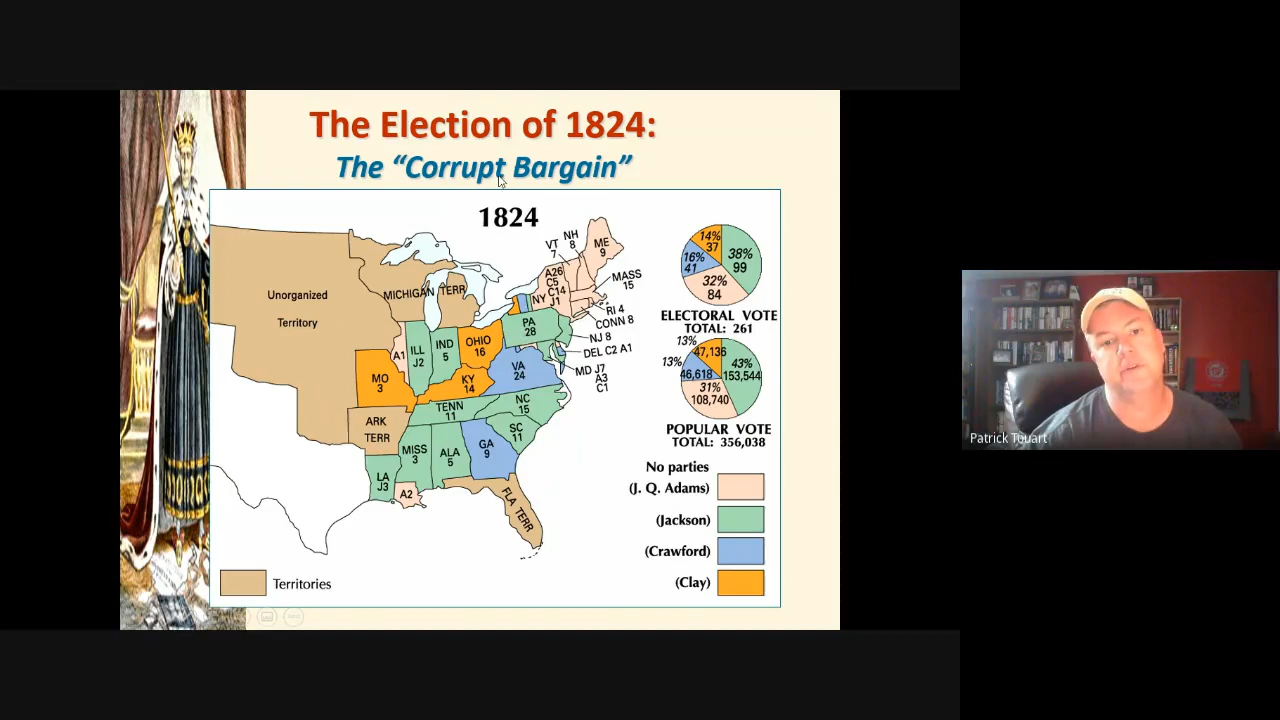 The Election of 1824:
The “Corrupt Bargain”
1824
Unorganized
Territory
MICHIGAN TERR
VT
7
NH
8
ME
9
MASS
15
A26
C5
C14
J1
NY
RI 4
CONN 8
NJ 8
DEL C2 A1
MD J7
A3
C1
PA
28
OHIO
16
IND
5
ILL
J2
A1
MO
3
KY
14
VA
24
NC
15
TENN
11
SC
11
ARK
TERR
MISS
3
ALA
5
GA
9
LA
J3
A2
FLA TERR
Territories
14%
37
16%
41
38%
99
32%
84
ELECTORAL VOTE
TOTAL: 261
13%
47,136
13%
46,618
43%
153,544
31%
108,740
POPULAR VOTE
TOTAL: 356,038
No parties
(J. Q. Adams)
(Jackson)
(Crawford)
(Clay)
Patrick Touart